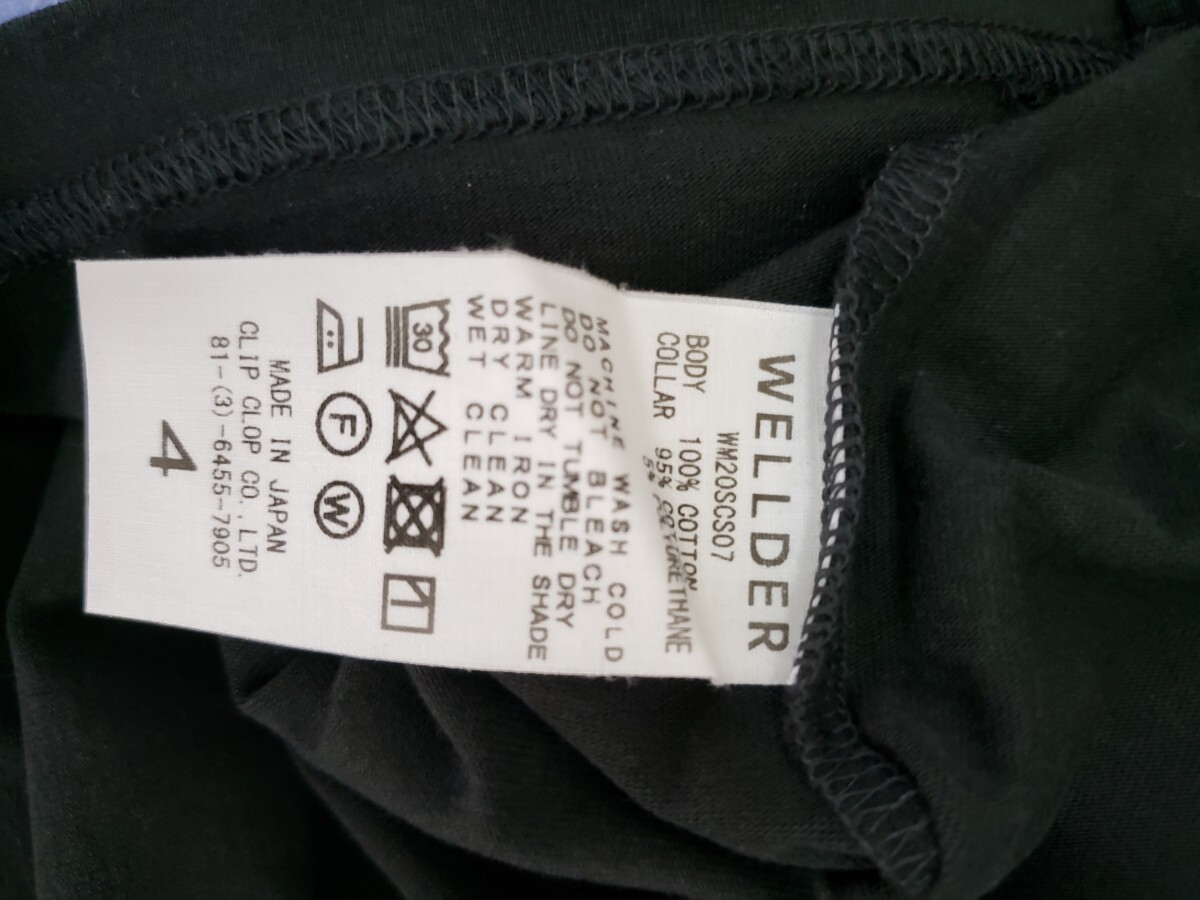 WELLDER
WM20SCS07
BODY 100% COTTON
COLLAR 95% COTTON
5% URETHANE
MACHINE WASH COLD
DO NOT BLEACH
DO NOT TUMBLE DRY
LINE DRY IN THE SHADE
WARM IRON
DRY CLEAN
WET CLEAN
30
F W
MADE IN JAPAN
CLIP CLOP CO.,LTD.
81-(3)-6455-7905
4